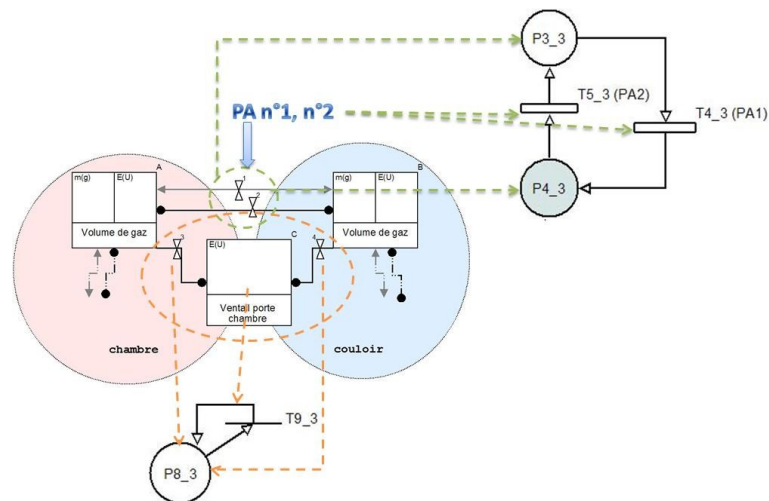 P3_3
T5_3 (PA2)
T4_3 (PA1)
PA n°1, n°2
P4_3
A
m(g) E(U)
Volume de gaz
1
2
B
m(g) E(U)
Volume de gaz
3
C
4
E(U)
Ventail porte
chambre
chambre
couloir
T9_3
P8_3